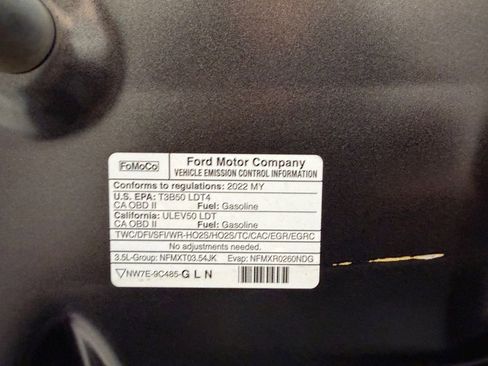 FoMoCo
Ford Motor Company
VEHICLE EMISSION CONTROL INFORMATION
Conforms to regulations: 2022 MY
U.S. EPA: T3B50 LDT4
CA OBD II Fuel: Gasoline
California: ULEV50 LDT
CA OBD II Fuel: Gasoline
TWC/DFI/SFI/WR-HO2S/HO2S/TC/CAC/EGR/EGRC
No adjustments needed.
3.5L-Group: NFMXT03.54JK Evap: NFMXR0260NDG
NW7E-9C485-GLN